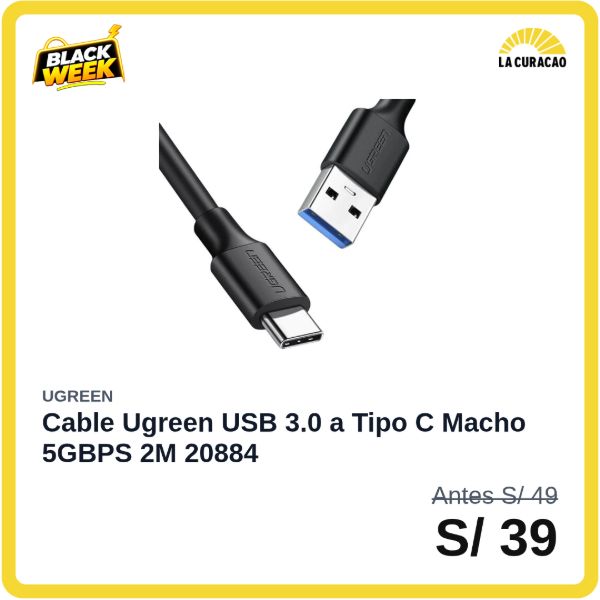 BLACK
WEEK
LA CURACAO
UGREEN
UGREEN
UGREEN
Cable Ugreen USB 3.0 a Tipo C Macho
5GBPS 2M 20884
Antes S/ 49
S/ 39